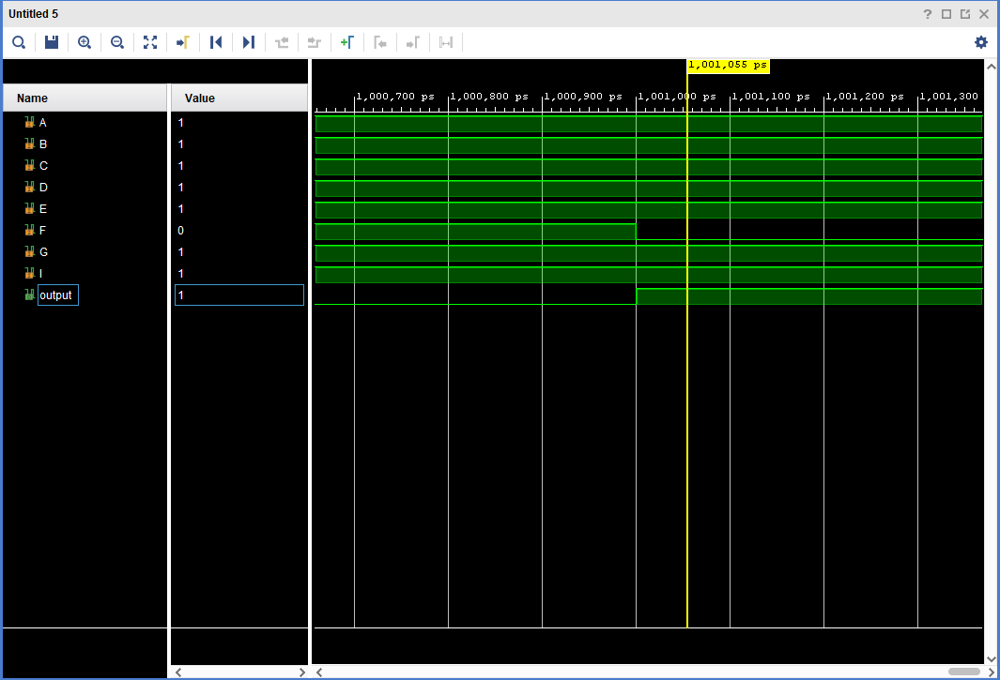 Untitled 5
?
1,001,055 ps
Name
Value
1,000,700 ps
1,000,800 ps
1,000,900 ps
1,001,000 ps
1,001,100 ps
1,001,200 ps
1,001,300
A 1
B 1
C 1
D 1
E 1
F 0
G 1
I 1
output 1